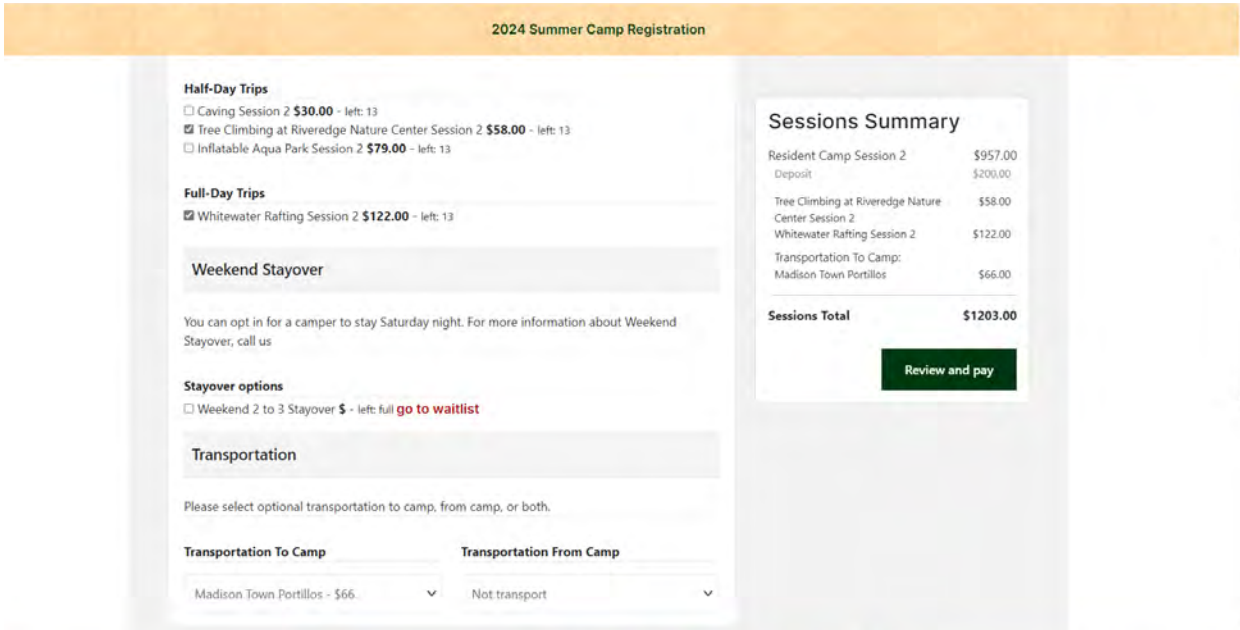 2024 Summer Camp Registration
Half-Day Trips
Caving Session 2 $30.00 - left: 13
Tree Climbing at Riveredge Nature Center Session 2 $58.00 - left: 13
Inflatable Aqua Park Session 2 $79.00 - left: 13
Full-Day Trips
Whitewater Rafting Session 2 $122.00 - left: 13
Weekend Stayover
You can opt in for a camper to stay Saturday night. For more information about Weekend
Stayover, call us
Stayover options
Weekend 2 to 3 Stayover $ - left: full go to waitlist
Transportation
Please select optional transportation to camp, from camp, or both.
Transportation To Camp
Madison Town Portillos - $66
Transportation From Camp
Not transport
Sessions Summary
Resident Camp Session 2 $957.00
Deposit $200.00
Tree Climbing at Riveredge Nature $58.00
Center Session 2
Whitewater Rafting Session 2 $122.00
Transportation To Camp:
Madison Town Portillos $66.00
Sessions Total $1203.00
Review and pay